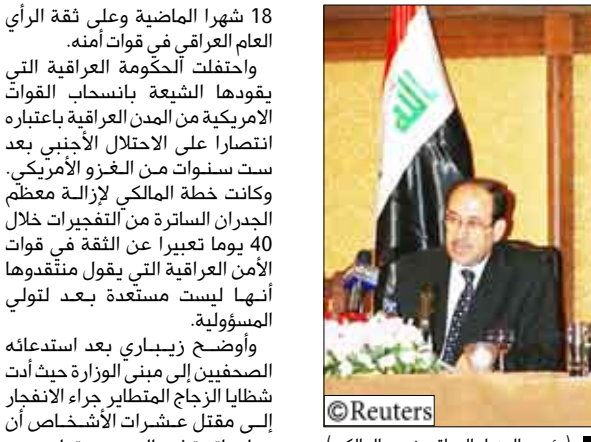 18 شهرا الماضية وعلى ثقة الرأي
العام العراقي في قوات أمنه.
واحتفلت الحكومة العراقية التي
يقودها الشيعة بانسحاب القوات
الامريكية من المدن العراقية باعتباره
انتصارا على الاحتلال الأجنبي بعد
ست سنوات من الغزو الأمريكي.
وكانت خطة المالكي لإزالة معظم
الجدران الساترة من التفجيرات خلال
40 يوما تعبيرا عن الثقة في قوات
الأمن العراقية التي يقول منتقدوها
أنها ليست مستعدة بعد لتولي
المسؤولية.
وأوضح زيباري بعد استدعائه
الصحفيين إلى مبنى الوزارة حيث أدت
شظايا الزجاج المتطاير جراء الانفجار
إلى مقتل عشرات الأشخاص أن
الله
©Reuters